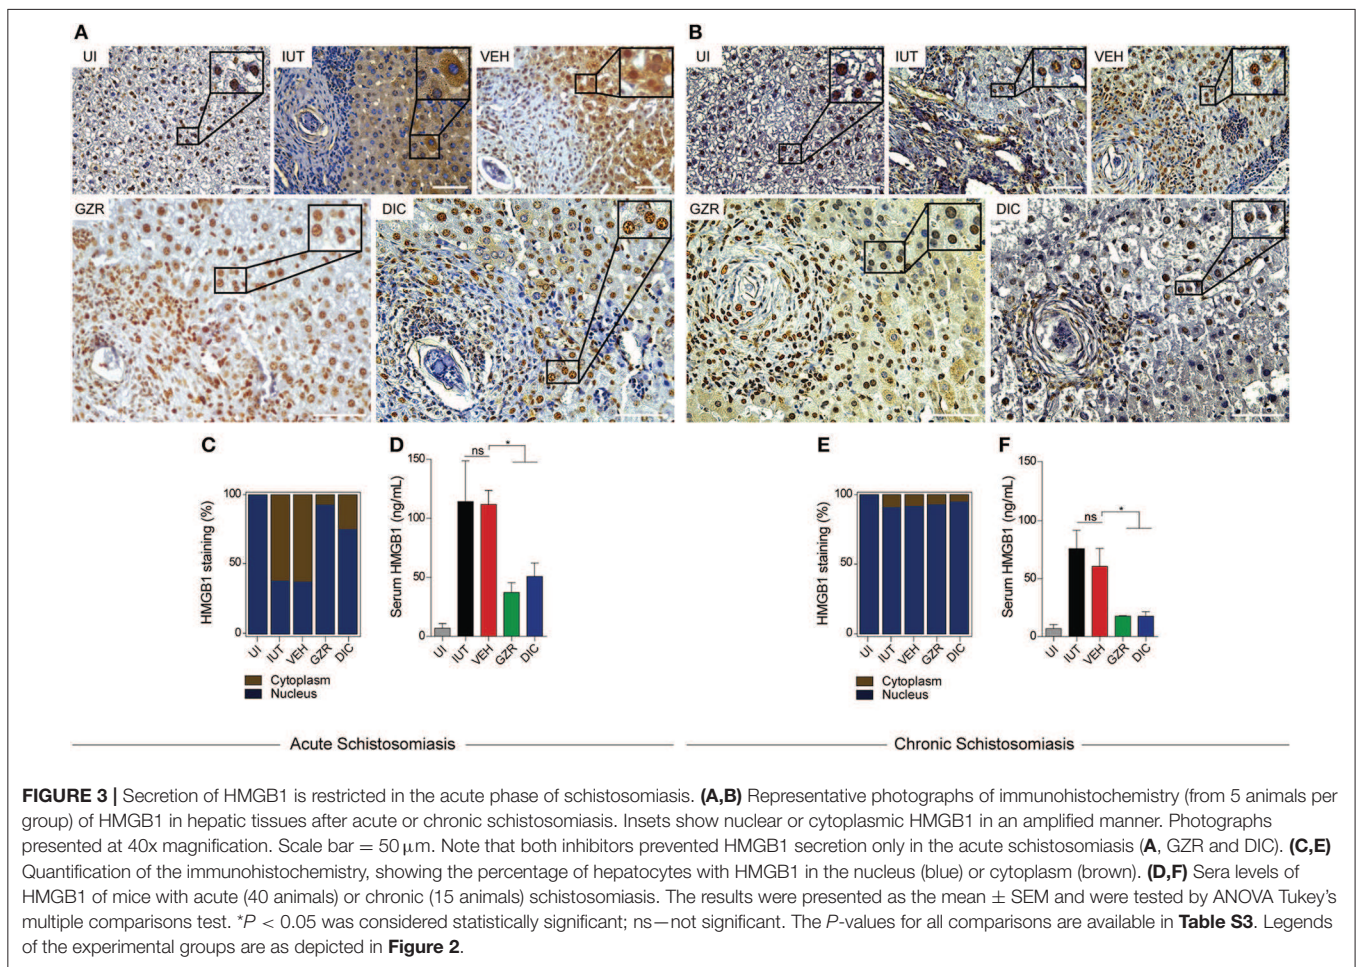 A
UI
IUT
VEH
GZR
DIC
B
UI
IUT
VEH
GZR
DIC
C
HMGB1 staining (%)
100
50
0
UI
IUT
VEH
GZR
DIC
Cytoplasm
Nucleus
D
Serum HMGB1 (ng/mL)
150
100
50
0
ns
*
UI
IUT
VEH
GZR
DIC
E
HMGB1 staining (%)
100
50
0
UI
IUT
VEH
GZR
DIC
Cytoplasm
Nucleus
F
Serum HMGB1 (ng/mL)
150
100
50
0
ns
*
UI
IUT
VEH
GZR
DIC
Acute Schistosomiasis
Chronic Schistosomiasis
FIGURE 3 | Secretion of HMGB1 is restricted in the acute phase of schistosomiasis. (A,B) Representative photographs of immunohistochemistry (from 5 animals per
group) of HMGB1 in hepatic tissues after acute or chronic schistosomiasis. Insets show nuclear or cytoplasmic HMGB1 in an amplified manner. Photographs
presented at 40x magnification. Scale bar = 50 μm. Note that both inhibitors prevented HMGB1 secretion only in the acute schistosomiasis (A, GZR and DIC). (C,E)
Quantification of the immunohistochemistry, showing the percentage of hepatocytes with HMGB1 in the nucleus (blue) or cytoplasm (brown). (D,F) Sera levels of
HMGB1 of mice with acute (40 animals) or chronic (15 animals) schistosomiasis. The results were presented as the mean ± SEM and were tested by ANOVA Tukey's
multiple comparisons test. *P < 0.05 was considered statistically significant; ns—not significant. The P-values for all comparisons are available in Table S3. Legends
of the experimental groups are as depicted in Figure 2.